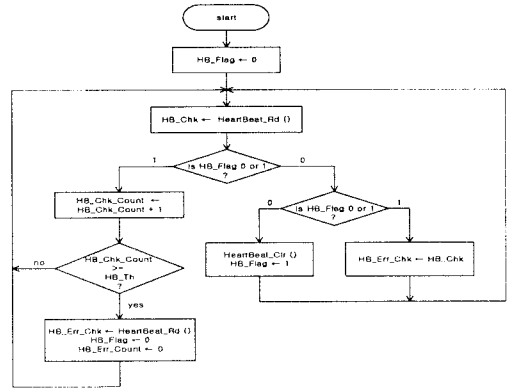 start
HB_Flag ← 0
HB_Chk ← HeartBeat_Rd ()
1
is HB_Flag 0 or 1
?
0
HB_Chk_Count ←
HB_Chk_Count + 1
0
is HB_Flag 0 or 1
?
1
HeartBeat_Clr ()
HB_Flag ← 1
HB_Err_Chk ← HB_Chk
no
HB_Chk_Count
>=
HB_Th
?
yes
HB_Err_Chk ← HeartBeat_Rd ()
HB_Flag ← 0
HB_Err_Count ← 0